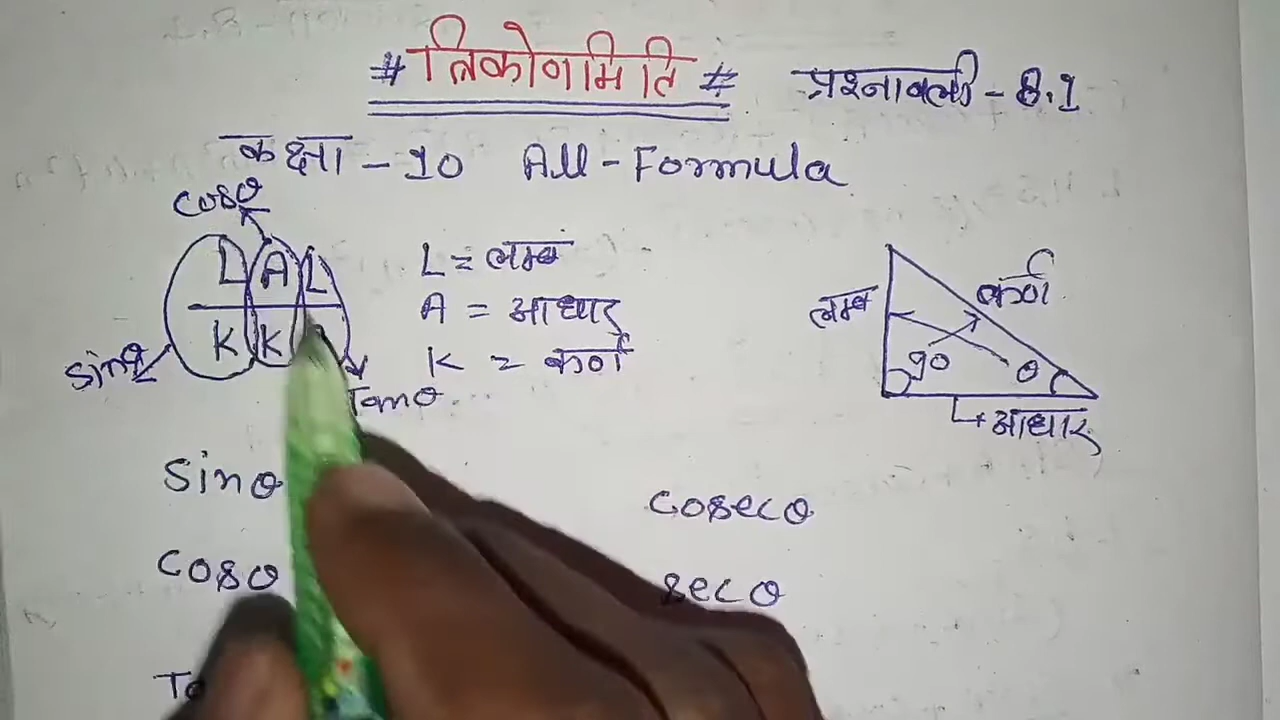 # त्रिकोणमिति # प्रश्नावली - 8.1
कक्षा - 10 All - Formula
cosθ
L A L
K K
sinθ
Tanθ
L = लम्ब
A = आधार
K = कर्ण
लम्ब
कर्ण
90 θ
आधार
Sinθ
cosecθ
cosθ
secθ